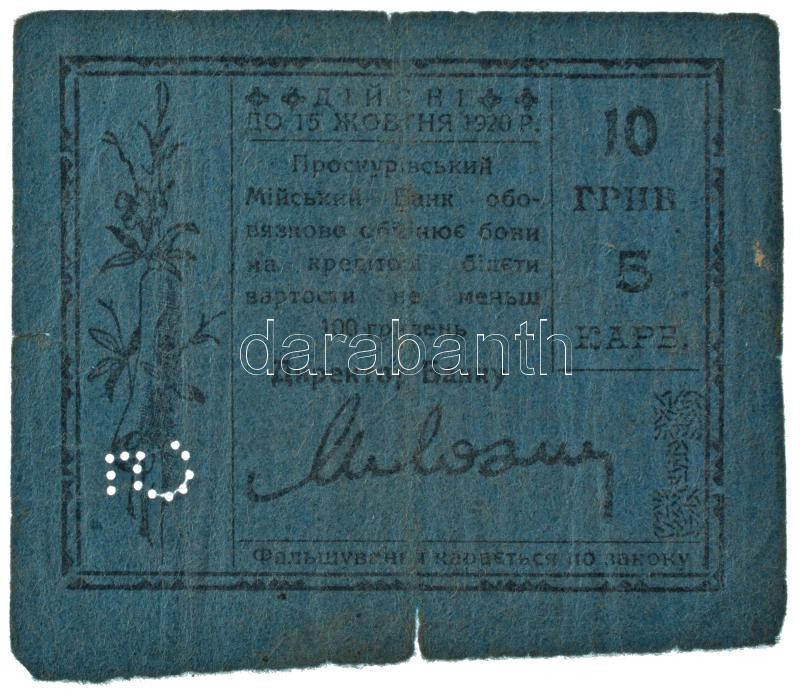 ДІЙСНІ
ДО 15 ЖОВТНЯ 1920 Р.
Проскурівський
Мійський Банк обо-
вязково обмінює бони
на кредитові білєти
вартости не меньш
100 гривень
Директор Банку
10
ГРИВ.
5
КАРБ.
Фальшування карається по закону
darabanth